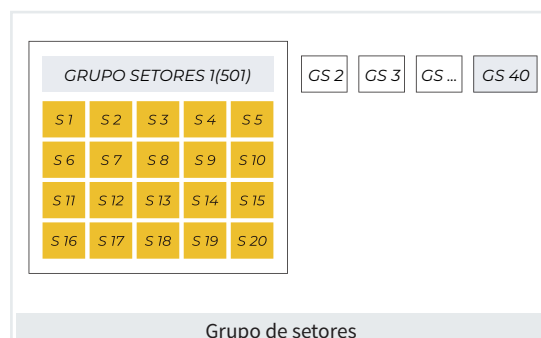 GRUPO SETORES 1(501) GS 2 GS 3 GS ... GS 40
S 1 S 2 S 3 S 4 S 5
S 6 S 7 S 8 S 9 S 10
S 11 S 12 S 13 S 14 S 15
S 16 S 17 S 18 S 19 S 20
Grupo de setores